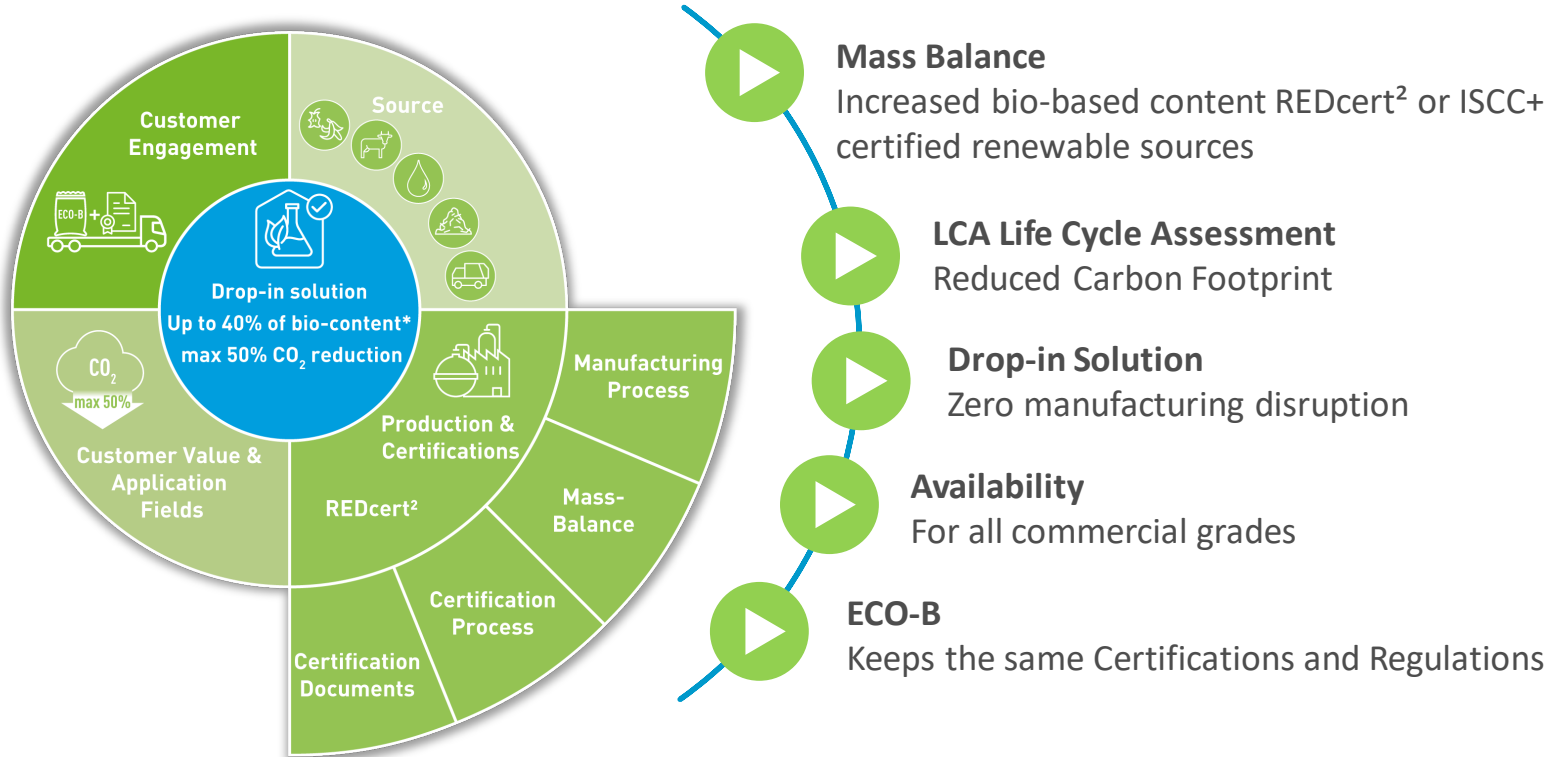 Customer
Engagement
ECO-B
Source
Drop-in solution
Up to 40% of bio-content*
max 50% CO₂ reduction
CO₂
max 50%
Customer Value &
Application
Fields
Production &
Certifications
REDcert²
Manufacturing
Process
Mass-
Balance
Certification
Process
Certification
Documents
Mass Balance
Increased bio-based content REDcert² or ISCC+
certified renewable sources
LCA Life Cycle Assessment
Reduced Carbon Footprint
Drop-in Solution
Zero manufacturing disruption
Availability
For all commercial grades
ECO-B
Keeps the same Certifications and Regulations